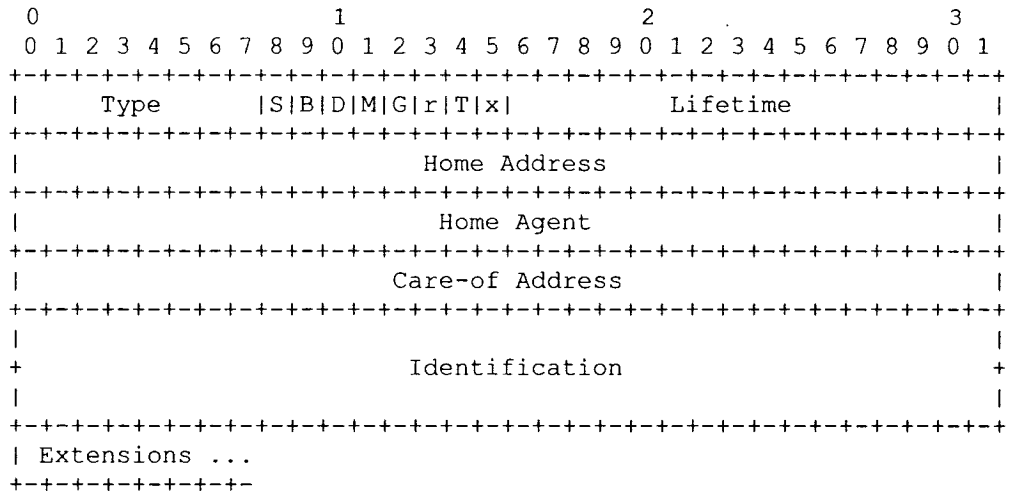 0                   1                   2                   3
0 1 2 3 4 5 6 7 8 9 0 1 2 3 4 5 6 7 8 9 0 1 2 3 4 5 6 7 8 9 0 1
+-+-+-+-+-+-+-+-+-+-+-+-+-+-+-+-+-+-+-+-+-+-+-+-+-+-+-+-+-+-+-+-+
|     Type      |S|B|D|M|G|r|T|x|          Lifetime             |
+-+-+-+-+-+-+-+-+-+-+-+-+-+-+-+-+-+-+-+-+-+-+-+-+-+-+-+-+-+-+-+-+
|                          Home Address                         |
+-+-+-+-+-+-+-+-+-+-+-+-+-+-+-+-+-+-+-+-+-+-+-+-+-+-+-+-+-+-+-+-+
|                           Home Agent                          |
+-+-+-+-+-+-+-+-+-+-+-+-+-+-+-+-+-+-+-+-+-+-+-+-+-+-+-+-+-+-+-+-+
|                        Care-of Address                        |
+-+-+-+-+-+-+-+-+-+-+-+-+-+-+-+-+-+-+-+-+-+-+-+-+-+-+-+-+-+-+-+-+
|                                                               |
+                         Identification                        +
|                                                               |
+-+-+-+-+-+-+-+-+-+-+-+-+-+-+-+-+-+-+-+-+-+-+-+-+-+-+-+-+-+-+-+-+
| Extensions ...
+-+-+-+-+-+-+-+-